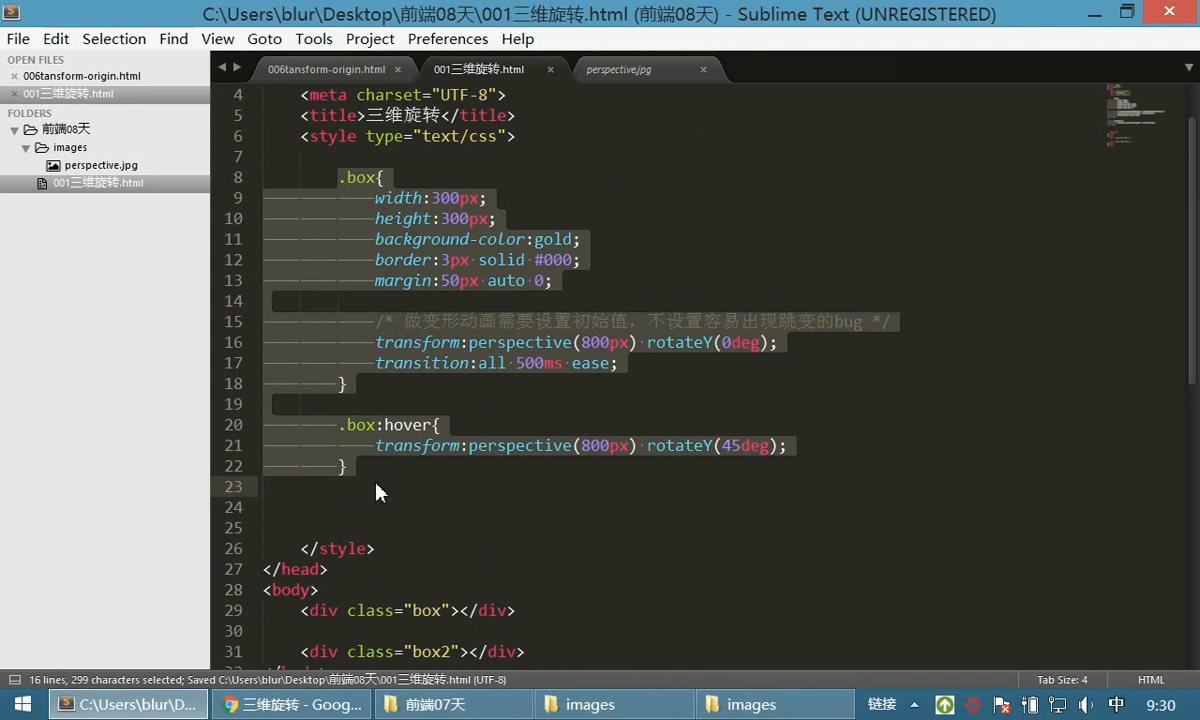 C:\Users\blur\Desktop\前端08天\001三维旋转.html (前端08天) - Sublime Text (UNREGISTERED)
File Edit Selection Find View Goto Tools Project Preferences Help
OPEN FILES
006tansform-origin.html
001三维旋转.html
FOLDERS
前端08天
images
perspective.jpg
001三维旋转.html
006tansform-origin.html 001三维旋转.html perspective.jpg
4 <meta charset="UTF-8">
5 <title>三维旋转</title>
6 <style type="text/css">
7
8 .box{
9 width:300px;
10 height:300px;
11 background-color:gold;
12 border:3px solid #000;
13 margin:50px auto 0;
14
15 /* 做变形动画需要设置初始值，不设置容易出现跳变的bug */
16 transform:perspective(800px) rotateY(0deg);
17 transition:all 500ms ease;
18 }
19
20 .box:hover{
21 transform:perspective(800px) rotateY(45deg);
22 }
23
24
25
26 </style>
27 </head>
28 <body>
29 <div class="box"></div>
30
31 <div class="box2"></div>
16 lines, 299 characters selected; Saved C:\Users\blur\Desktop\前端08天\001三维旋转.html (UTF-8) Tab Size: 4 HTML
C:\Users\blur\D... 三维旋转 - Goog... 前端07天 images images 链接 中 9:30